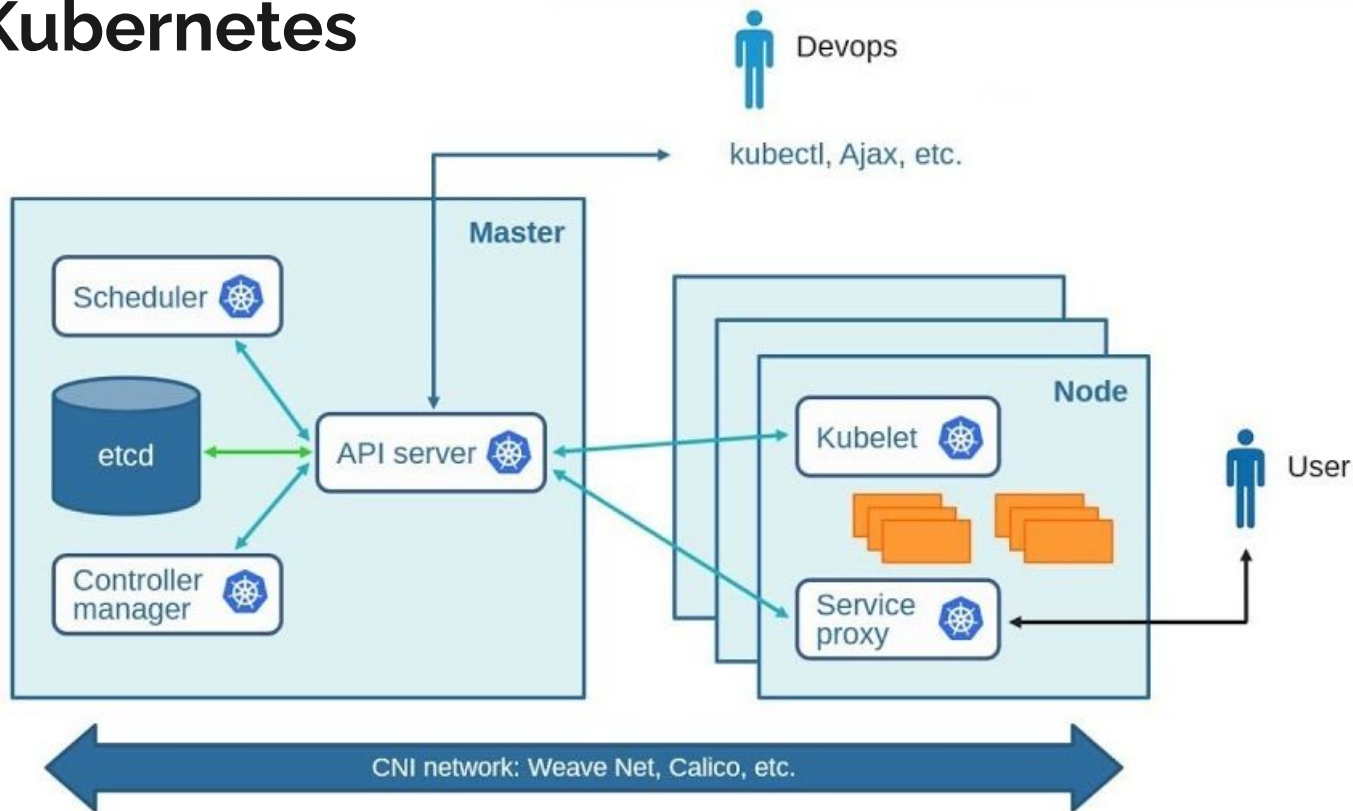 Kubernetes
Devops
kubectl, Ajax, etc.
Master
Scheduler
etcd
API server
Controller
manager
Node
Kubelet
Service
proxy
User
CNI network: Weave Net, Calico, etc.